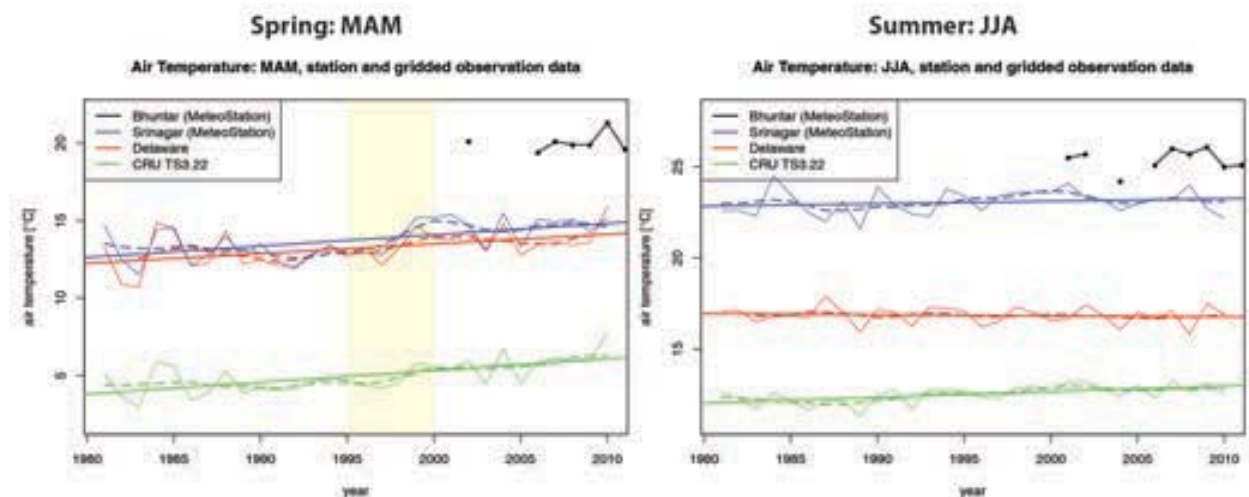 Spring: MAM
Air Temperature: MAM, station and gridded observation data
Bhuntar (MeteoStation)
Srinagar (MeteoStation)
Delaware
CRU TS3.22
air temperature [°C]
20
15
10
5
1980 1985 1990 1995 2000 2005 2010
year
Summer: JJA
Air Temperature: JJA, station and gridded observation data
Bhuntar (MeteoStation)
Srinagar (MeteoStation)
Delaware
CRU TS3.22
air temperature [°C]
25
20
15
1980 1985 1990 1995 2000 2005 2010
year